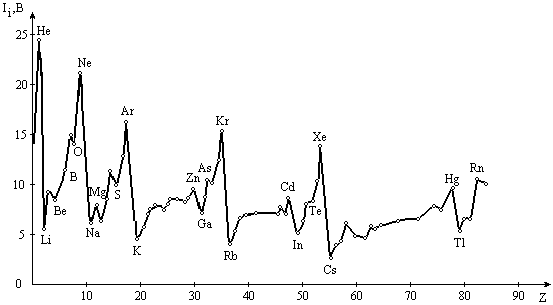 I₁,B
He
25
Ne
20
Ar
Kr
15
Xe
O
As
Zn
Cd
Hg
Rn
10
B
Mg
S
Te
Be
Ga
5
Li
Na
K
Rb
In
Cs
Tl
0
10
20
30
40
50
60
70
80
90
Z